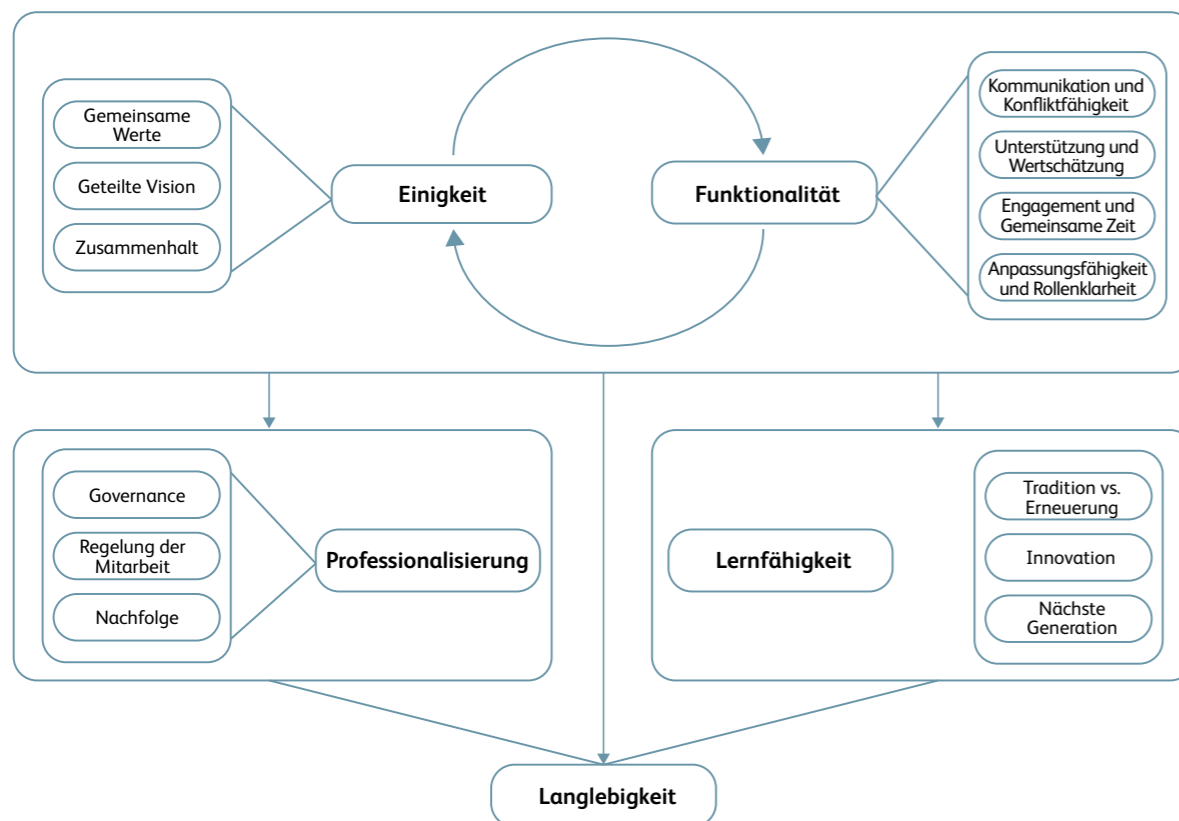 Gemeinsame
Werte
Geteilte Vision
Zusammenhalt
Einigkeit
Funktionalität
Kommunikation und
Konfliktfähigkeit
Unterstützung und
Wertschätzung
Engagement und
Gemeinsame Zeit
Anpassungsfähigkeit
und Rollenklarheit
Governance
Regelung der
Mitarbeit
Nachfolge
Professionalisierung
Lernfähigkeit
Tradition vs.
Erneuerung
Innovation
Nächste
Generation
Langlebigkeit